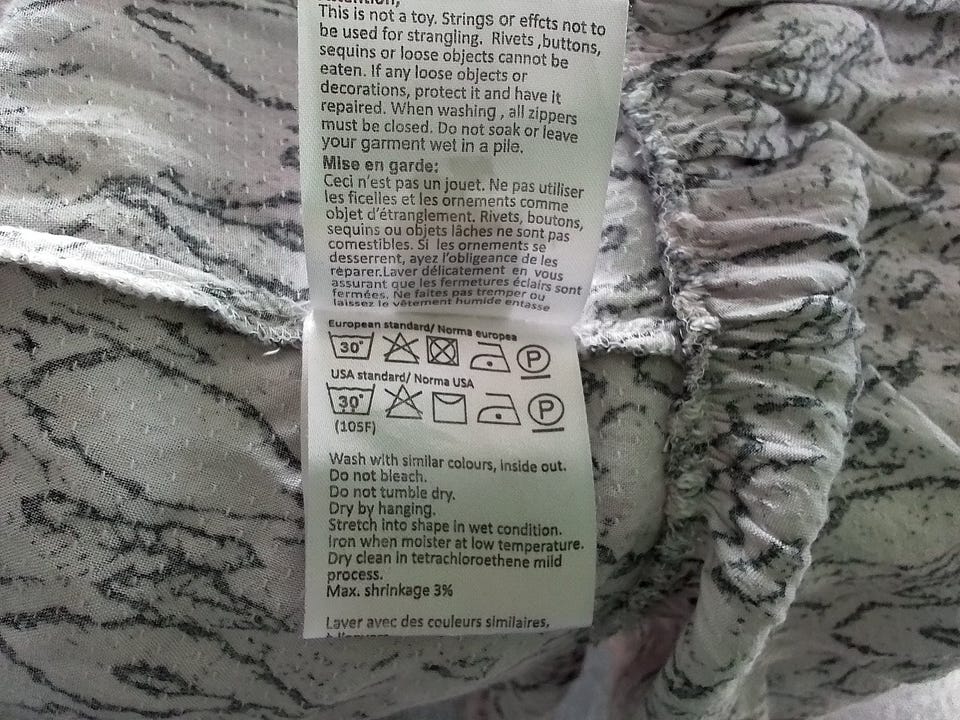 Attention,
This is not a toy. Strings or effcts not to
be used for strangling. Rivets ,buttons,
sequins or loose objects cannot be
eaten. If any loose objects or
decorations, protect it and have it
repaired. When washing , all zippers
must be closed. Do not soak or leave
your garment wet in a pile.
Mise en garde:
Ceci n'est pas un jouet. Ne pas utiliser
les ficelles et les ornements comme
objet d'étranglement. Rivets, boutons,
sequins ou objets lâches ne sont pas
comestibles. Si les ornements se
desserrent, ayez l'obligeance de les
réparer.Laver délicatement en vous
assurant que les fermetures éclairs sont
fermées. Ne faites pas tremper ou
laissez le vêtement humide entasse
European standard/ Norma europea
30° P
USA standard/ Norma USA
30° P
(105F)
Wash with similar colours, inside out.
Do not bleach.
Do not tumble dry.
Dry by hanging.
Stretch into shape in wet condition.
Iron when moister at low temperature.
Dry clean in tetrachloroethene mild
process.
Max. shrinkage 3%
Laver avec des couleurs similaires,